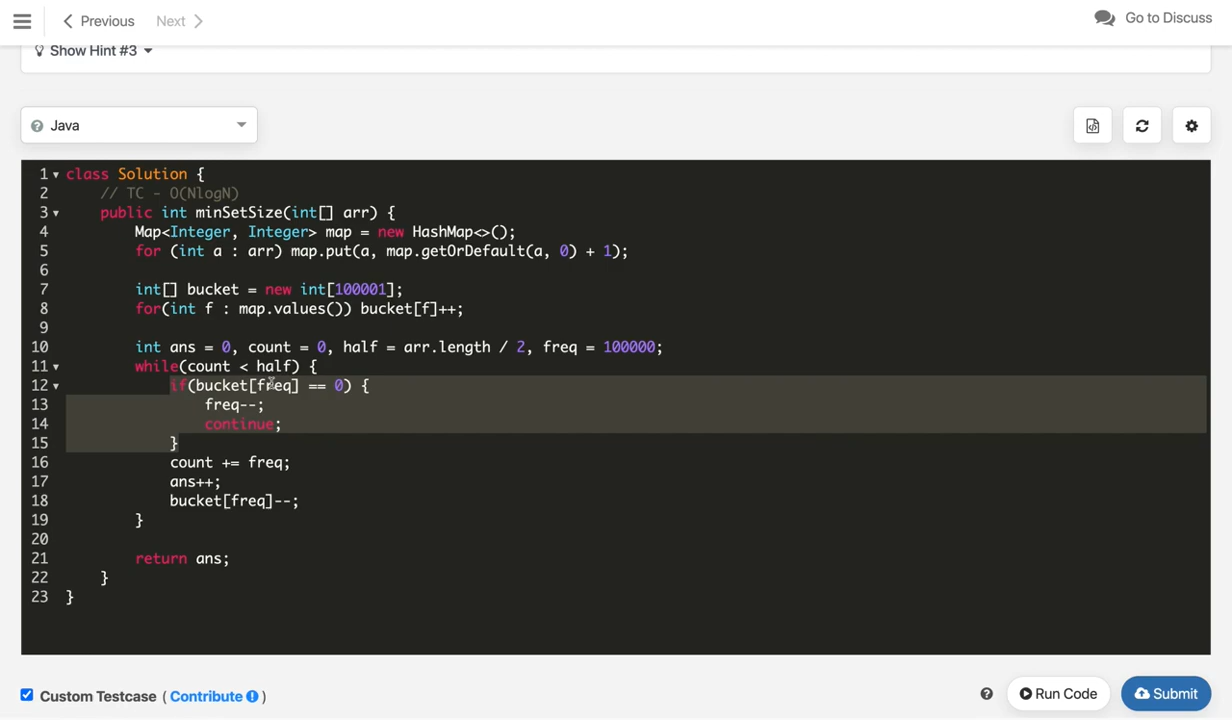 Previous Next Go to Discuss
Show Hint #3
Java
1 class Solution {
2 // TC - O(NlogN)
3 public int minSetSize(int[] arr) {
4 Map<Integer, Integer> map = new HashMap<>();
5 for (int a : arr) map.put(a, map.getOrDefault(a, 0) + 1);
6
7 int[] bucket = new int[100001];
8 for(int f : map.values()) bucket[f]++;
9
10 int ans = 0, count = 0, half = arr.length / 2, freq = 100000;
11 while(count < half) {
12 if(bucket[freq] == 0) {
13 freq--;
14 continue;
15 }
16 count += freq;
17 ans++;
18 bucket[freq]--;
19 }
20
21 return ans;
22 }
23 }
Custom Testcase ( Contribute ) Run Code Submit